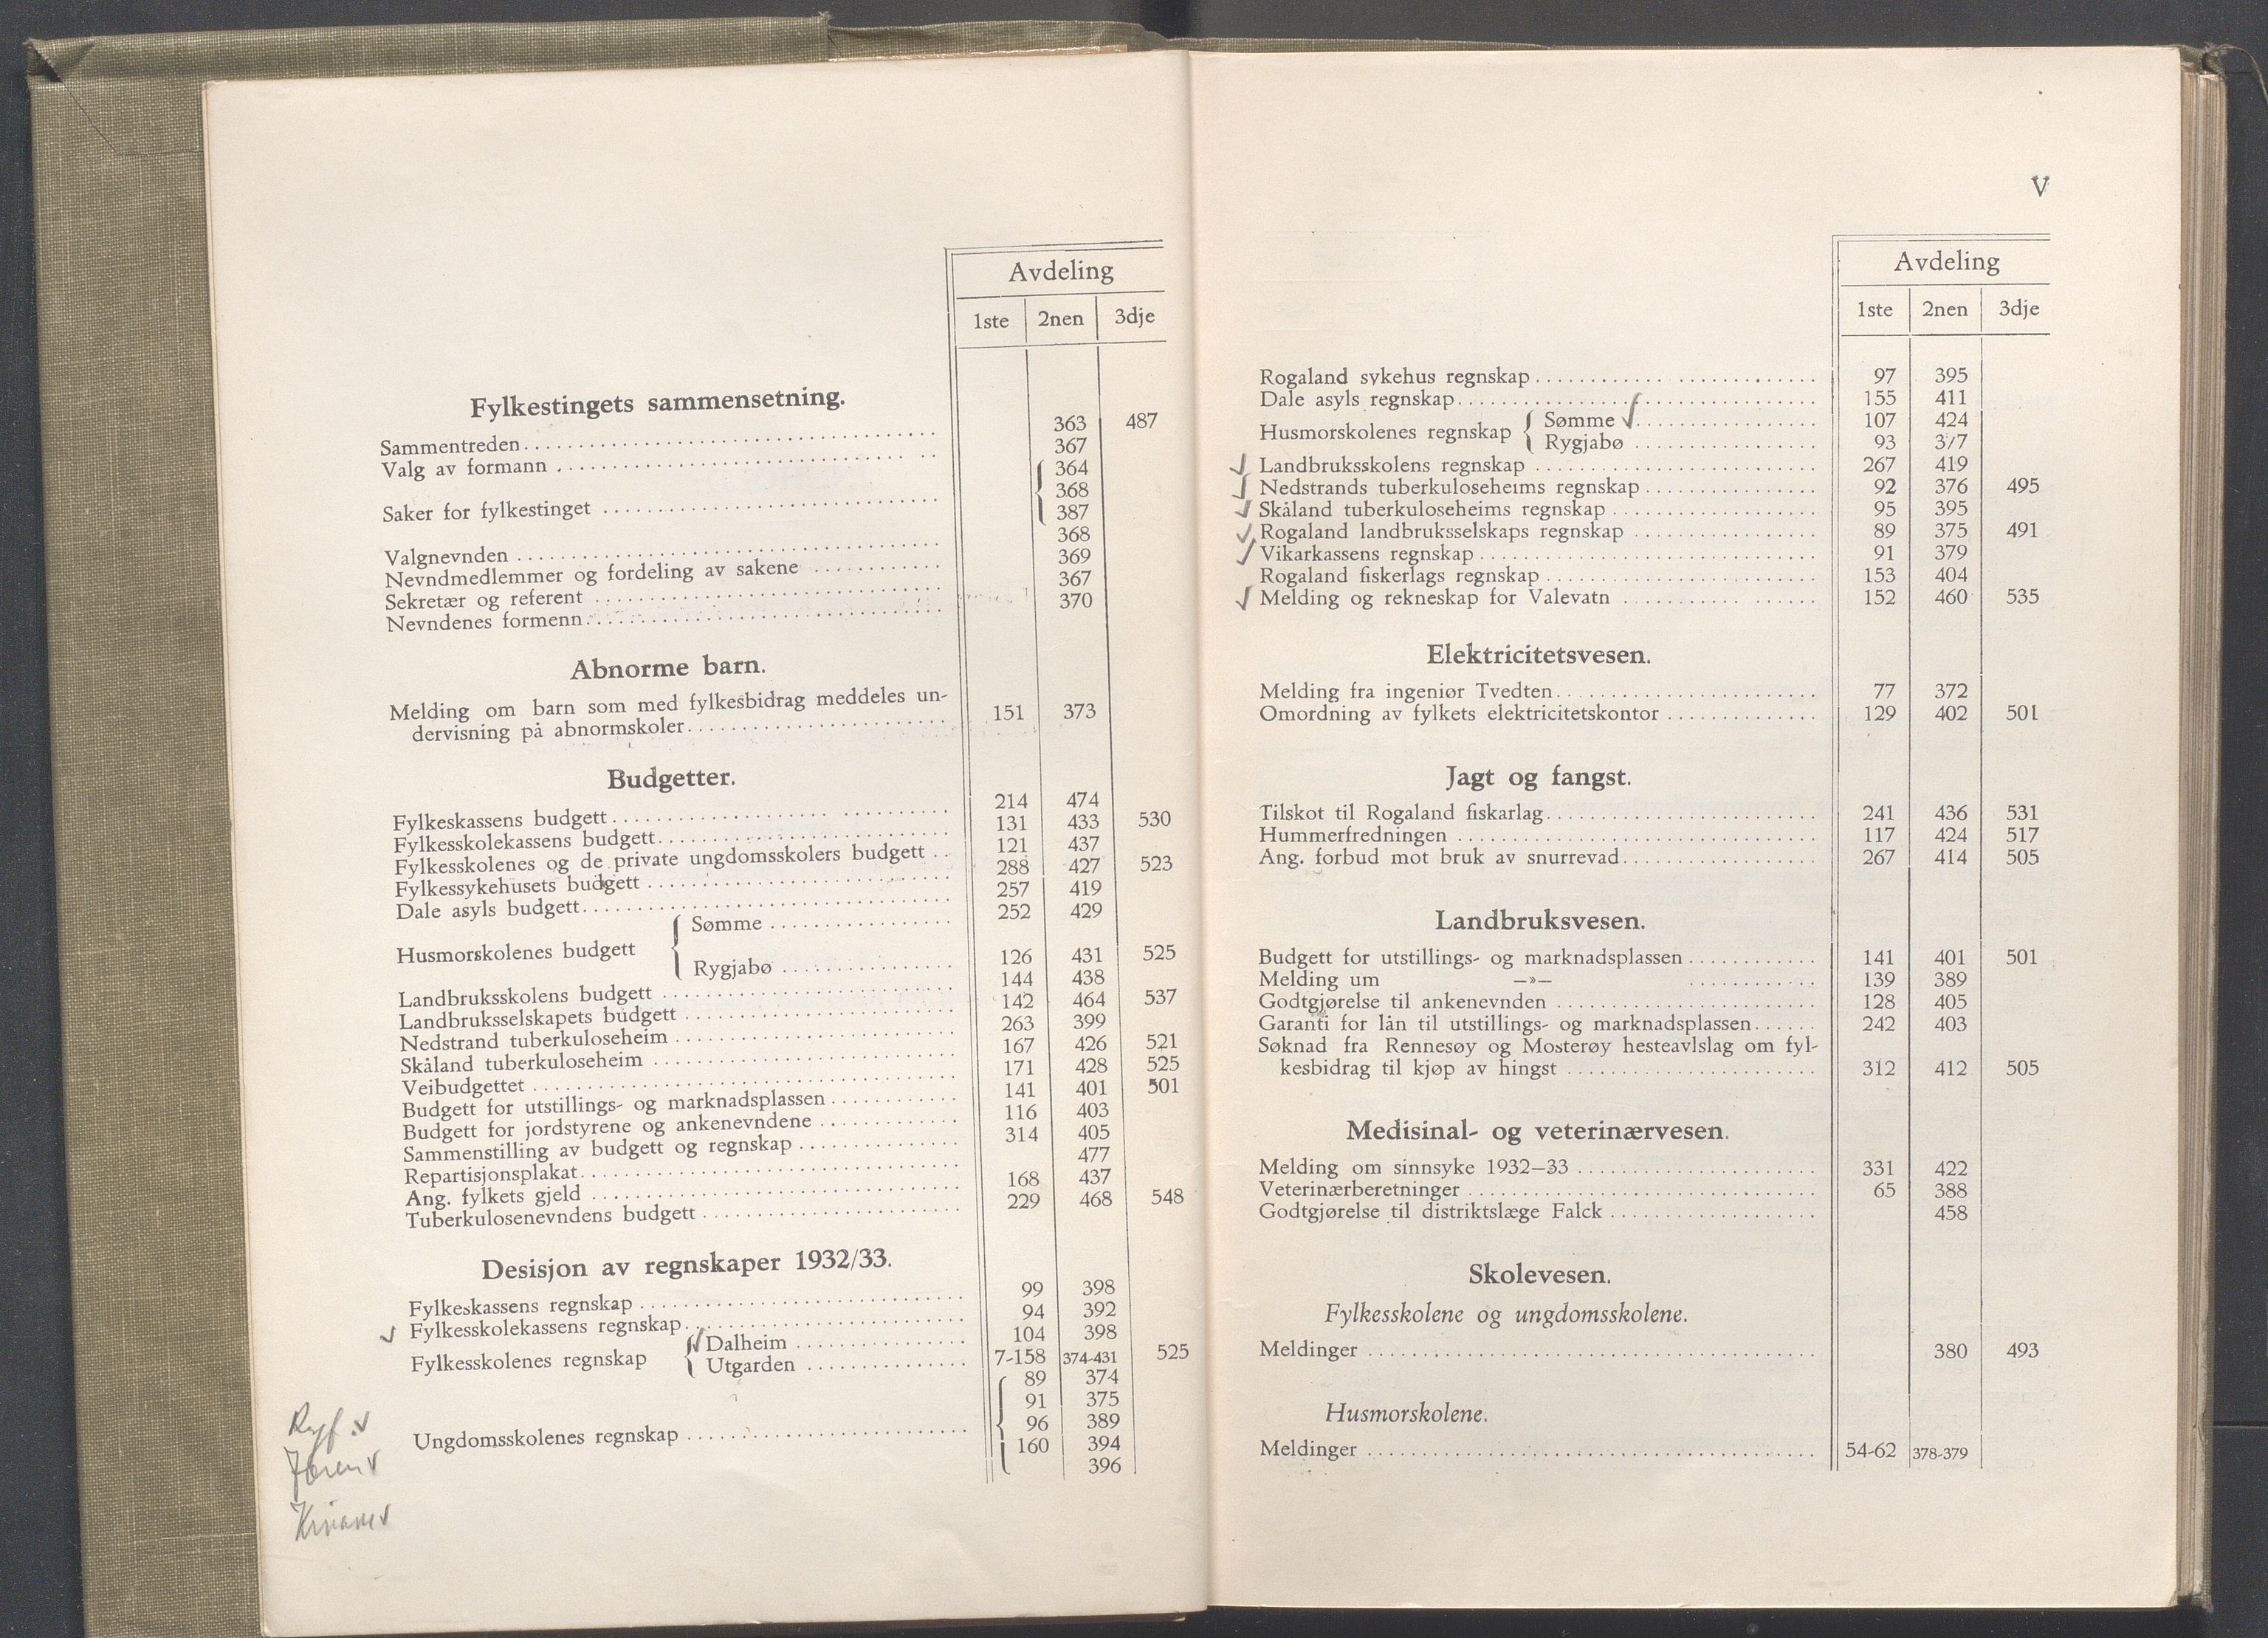 Avdeling
1ste 2nen 3dje
Fylkestingets sammensetning.
Sammentreden 363 487
Valg av formann 367
364
368
Saker for fylkestinget 387
Valgnevnden 368
Nevndmedlemmer og fordeling av sakene 369
Sekretær og referent 367
Nevndenes formenn 370
Abnorme barn.
Melding om barn som med fylkesbidrag meddeles un-
dervisning på abnormskoler 151 373
Budgetter.
Fylkeskassens budgett 214 474
Fylkesskolekassens budgett 131 433 530
Fylkesskolenes og de private ungdomsskolers budgett 121 437
Fylkessykehusets budgett 288 427 523
Dale asyls budgett 257 419
Sømme 252 429
Husmorskolenes budgett
Rygjabø 126 431 525
Landbruksskolens budgett 144 438
Landbruksselskapets budgett 142 464 537
Nedstrand tuberkuloseheim 263 399
Skåland tuberkuloseheim 167 426 521
Veibudgettet 171 428 525
Budgett for utstillings- og marknadsplassen 141 401 501
Budgett for jordstyrene og ankenevndene 116 403
Sammenstilling av budgett og regnskap 314 405
Repartisjonsplakat 477
Ang. fylkets gjeld 168 437
Tuberkulosenevndens budgett 229 468 548
Desisjon av regnskaper 1932/33.
Fylkeskassens regnskap 99 398
✓ Fylkesskolekassens regnskap 94 392
✓ Dalheim 104 398
Fylkesskolenes regnskap
Utgarden 7-158 374-431 525
89 374
91 375
96 389
Ungdomsskolenes regnskap 160 394
396
Ryf. ✓
Jæren ✓
V
Avdeling
1ste 2nen 3dje
Rogaland sykehus regnskap 97 395
Dale asyls regnskap 155 411
Sømme ✓ 107 424
Husmorskolenes regnskap
Rygjabø 93 377
✓ Landbruksskolens regnskap 267 419
✓ Nedstrands tuberkuloseheims regnskap 92 376 495
✓ Skåland tuberkuloseheims regnskap 95 395
✓ Rogaland landbruksselskaps regnskap 89 375 491
✓ Vikarkassens regnskap 91 379
Rogaland fiskerlags regnskap 153 404
✓ Melding og rekneskap for Valevatn 152 460 535
Elektricitetsvesen.
Melding fra ingeniør Tvedten 77 372
Omordning av fylkets elektricitetskontor 129 402 501
Jagt og fangst.
Tilskot til Rogaland fiskarlag 241 436 531
Hummerfredningen 117 424 517
Ang. forbud mot bruk av snurrevad 267 414 505
Landbruksvesen.
Budgett for utstillings- og marknadsplassen 141 401 501
Melding um —»— 139 389
Godtgjørelse til ankenevnden 128 405
Garanti for lån til utstillings- og marknadsplassen 242 403
Søknad fra Rennesøy og Mosterøy hesteavlslag om fyl-
kesbidrag til kjøp av hingst 312 412 505
Medisinal- og veterinærvesen.
Melding om sinnsyke 1932—33 331 422
Veterinærberetninger 65 388
Godtgjørelse til distriktslæge Falck 458
Skolevesen.
Fylkesskolene og ungdomsskolene.
Meldinger 380 493
Husmorskolene.
Meldinger 54-62 378-379